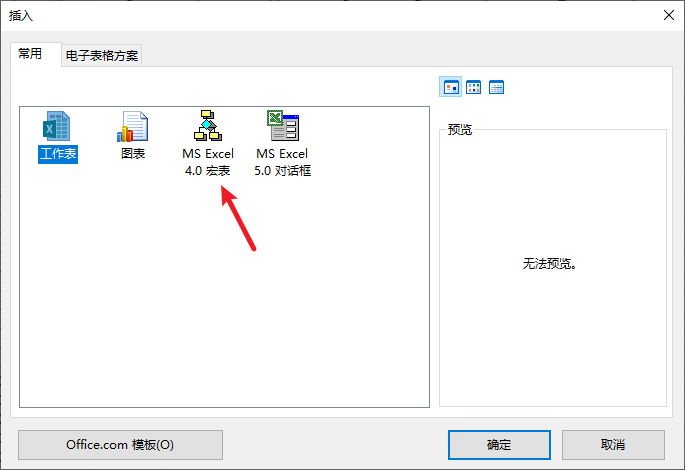 插入
常用
电子表格方案
工作表
图表
MS Excel
4.0 宏表
MS Excel
5.0 对话框
预览
无法预览。
Office.com 模板(O)
确定
取消